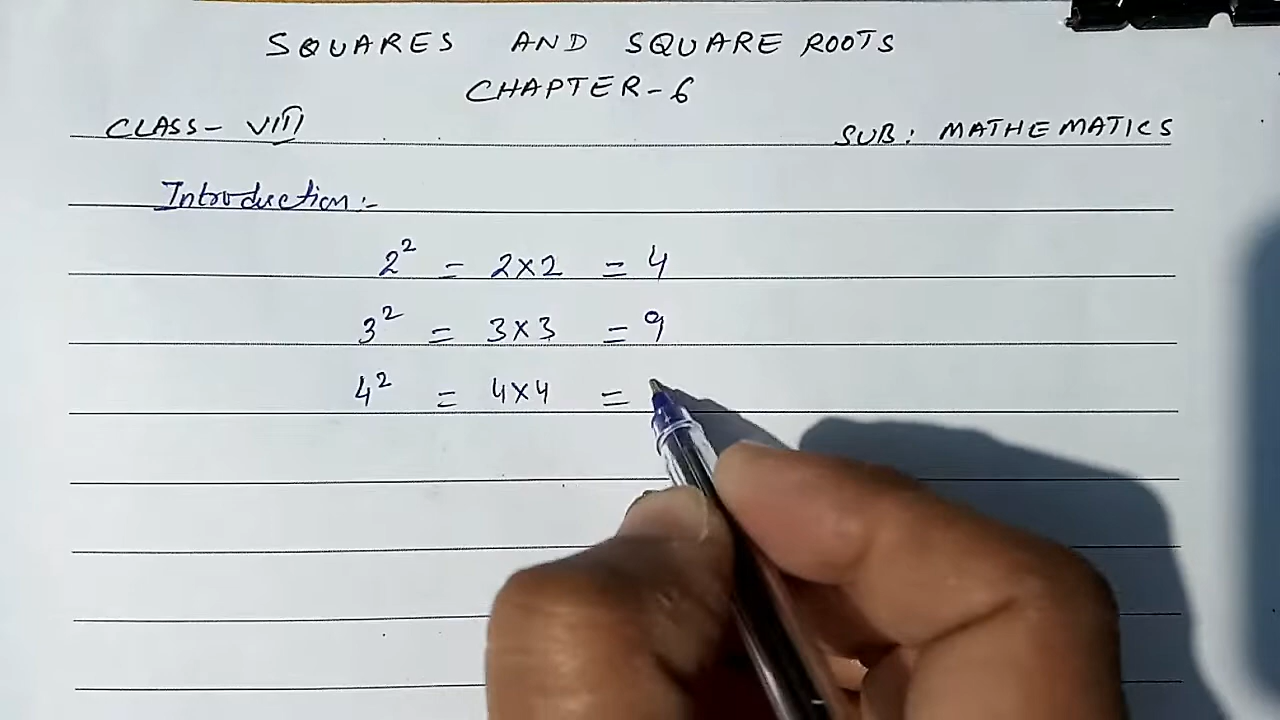 SQUARES AND SQUARE ROOTS
CHAPTER-6
CLASS- VIII SUB: MATHEMATICS
Introduction:-
2² = 2×2 = 4
3² = 3×3 = 9
4² = 4×4 =